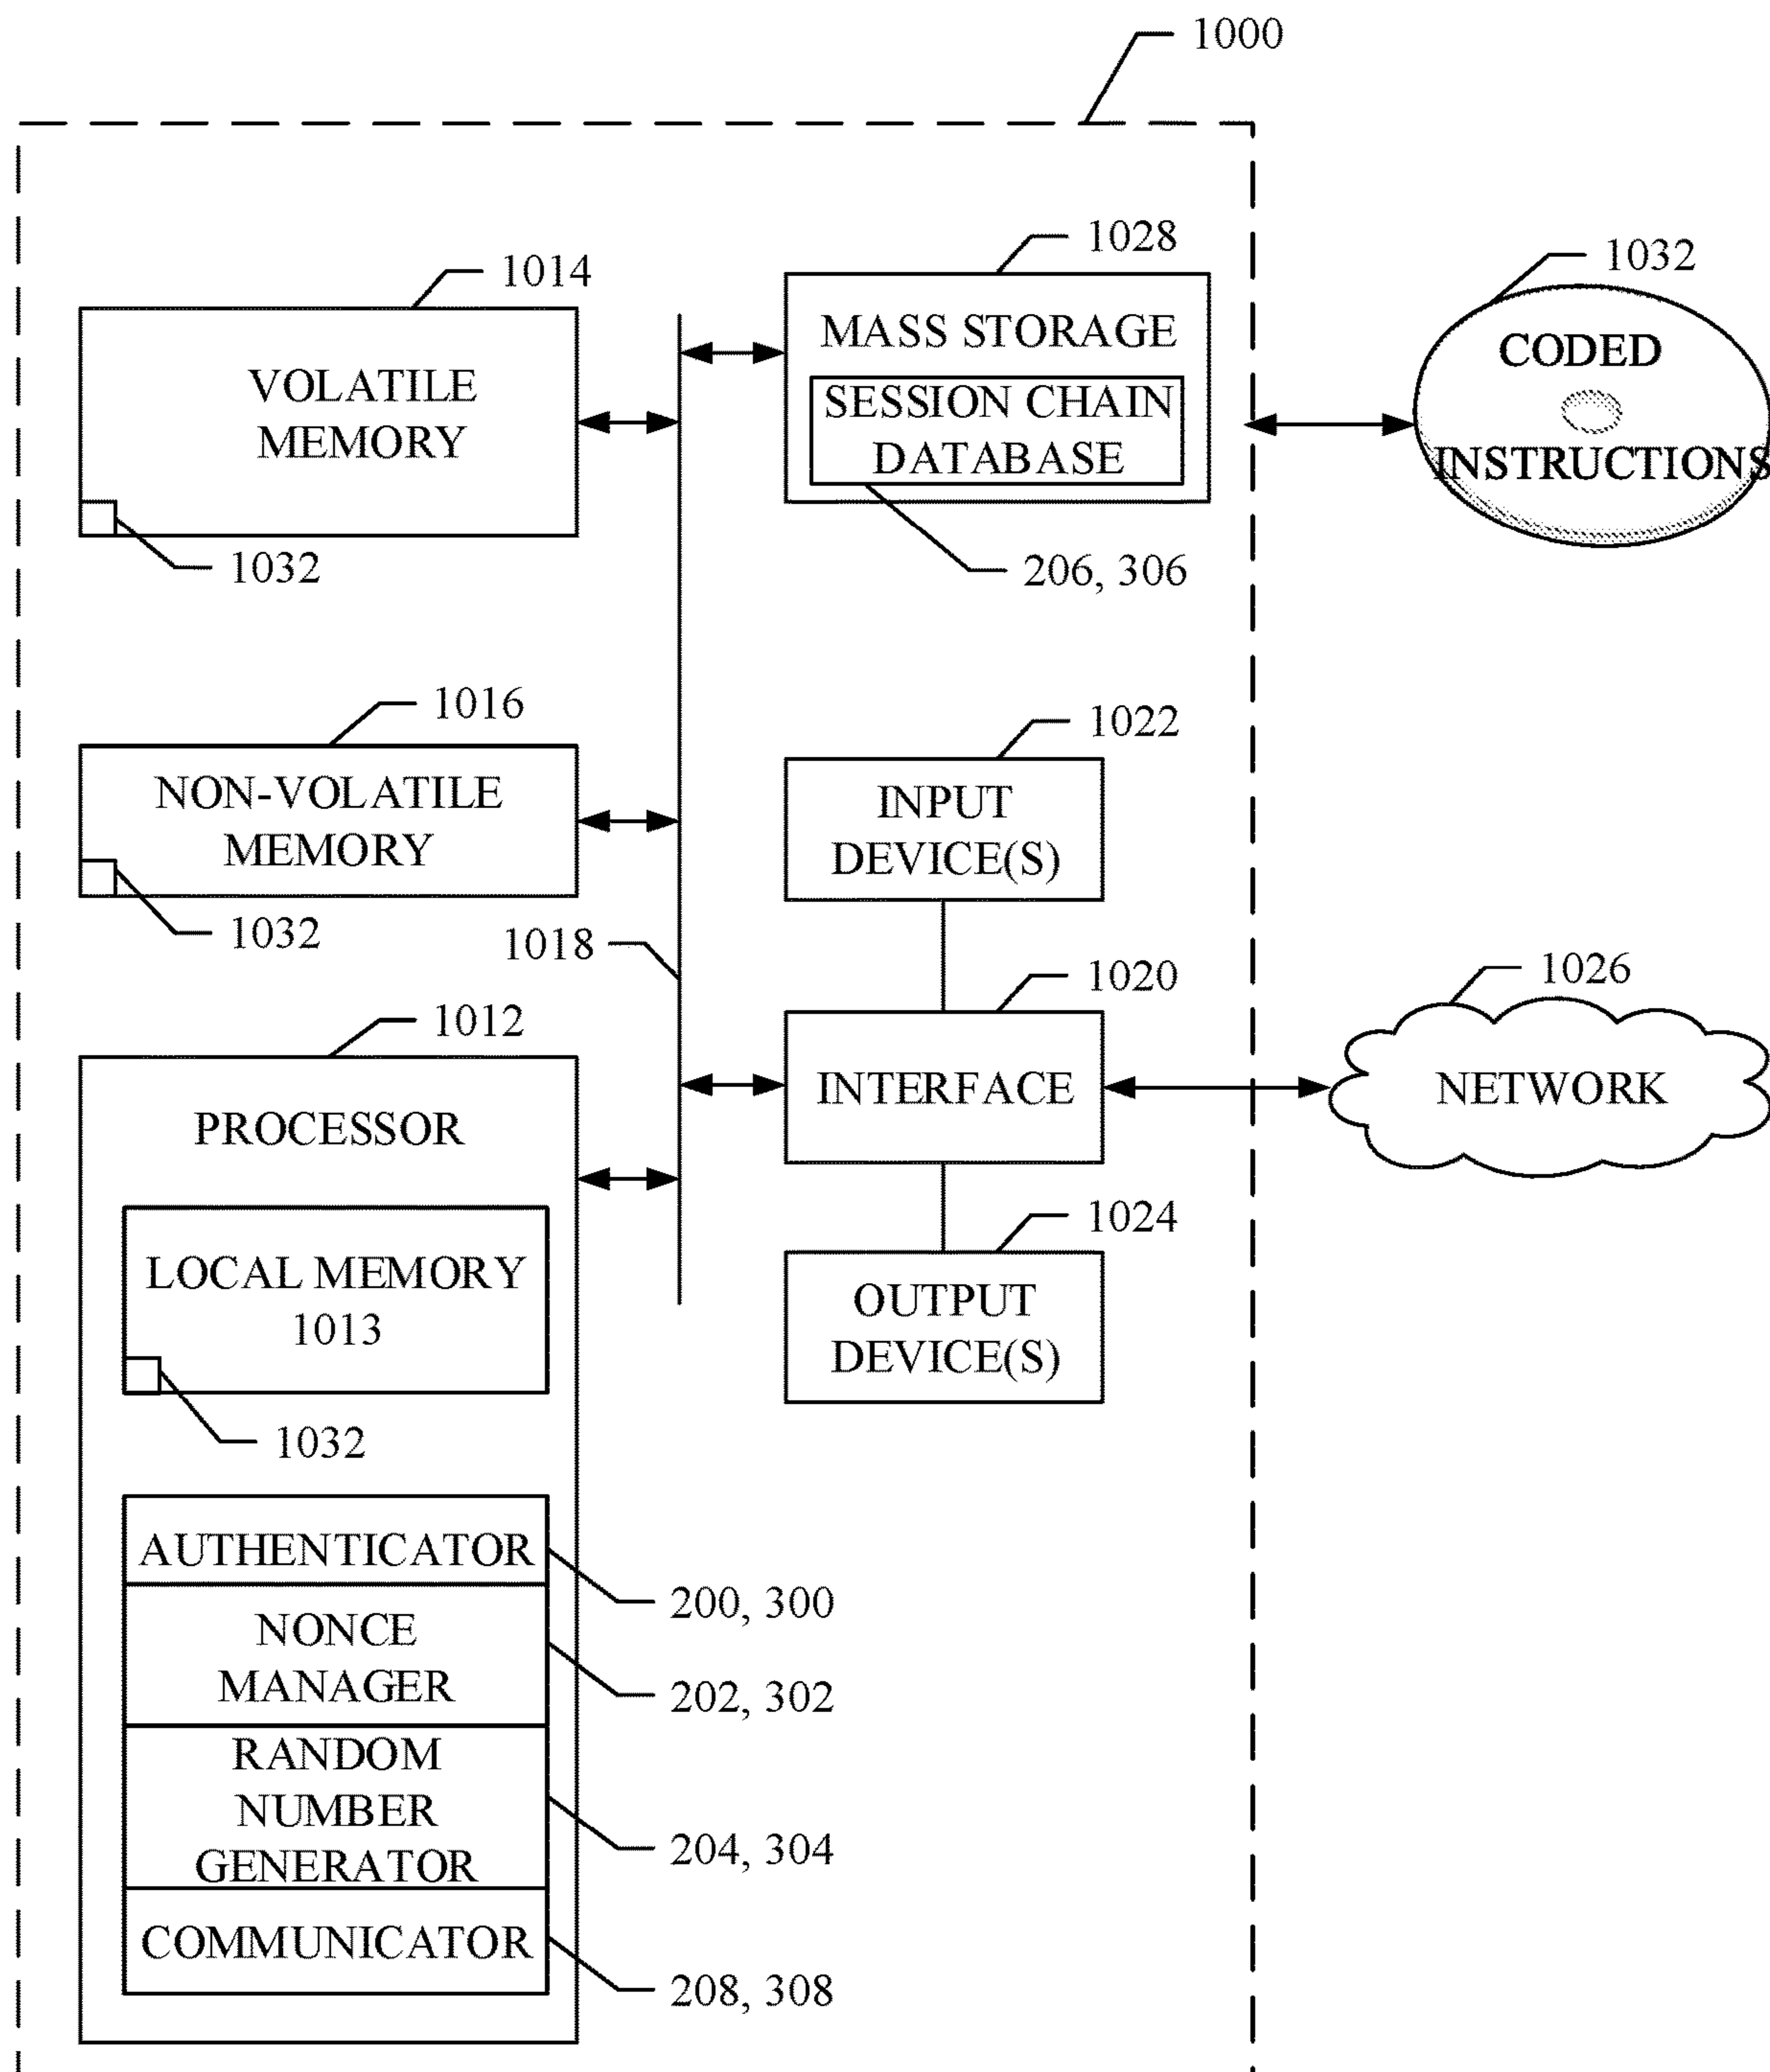 1000
1014
VOLATILE
MEMORY
1032
1028
MASS STORAGE
SESSION CHAIN
DATABASE
206, 306
1032
CODED
INSTRUCTIONS
1016
NON-VOLATILE
MEMORY
1032
1018
1022
INPUT
DEVICE(S)
1020
INTERFACE
1026
NETWORK
1024
OUTPUT
DEVICE(S)
1012
PROCESSOR
LOCAL MEMORY
1013
1032
AUTHENTICATOR
200, 300
NONCE
MANAGER
202, 302
RANDOM
NUMBER
GENERATOR
204, 304
COMMUNICATOR
208, 308